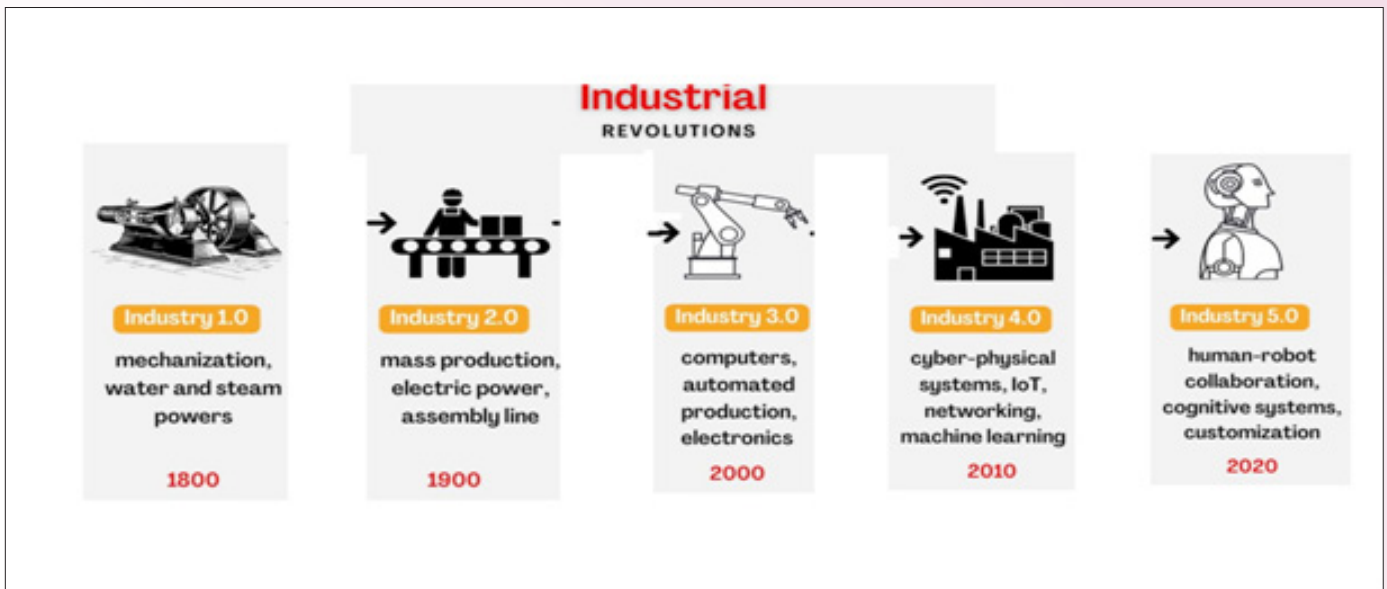 Industrial
REVOLUTIONS
Industry 1.0
mechanization,
water and steam
powers
1800
Industry 2.0
mass production,
electric power,
assembly line
1900
Industry 3.0
computers,
automated
production,
electronics
2000
Industry 4.0
cyber-physical
systems, IoT,
networking,
machine learning
2010
Industry 5.0
human-robot
collaboration,
cognitive systems,
customization
2020